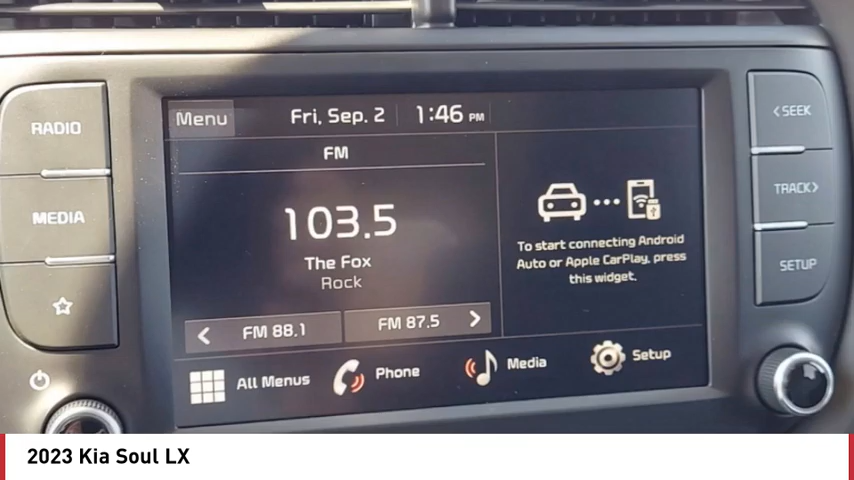 RADIO
MEDIA
Menu
Fri, Sep. 2
1:46 PM
FM
103.5
The Fox
Rock
< FM 88.1
FM 87.5 >
To start connecting Android
Auto or Apple CarPlay, press
this widget.
All Menus
Phone
Media
Setup
< SEEK
TRACK >
SETUP
2023 Kia Soul LX